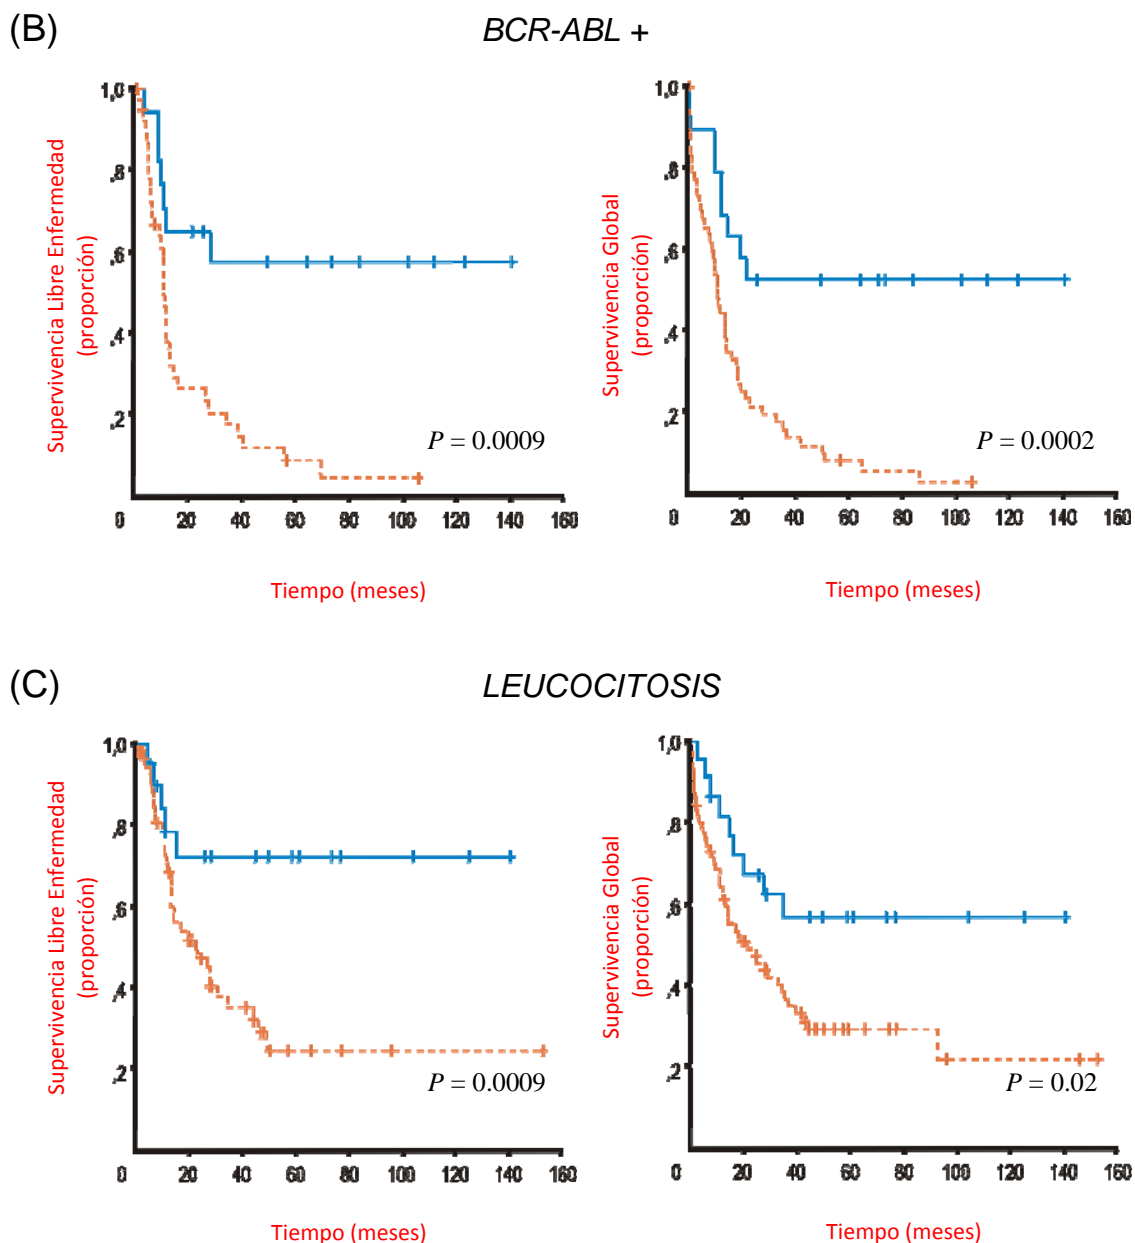 (B)
BCR-ABL +
Supervivencia Libre Enfermedad
(proporción)
1,0
,8
,6
,4
,2
P = 0.0009
0 20 40 60 80 100 120 140 160
Tiempo (meses)
Supervivencia Global
(proporción)
1,0
,8
,6
,4
,2
P = 0.0002
0 20 40 60 80 100 120 140 160
Tiempo (meses)
(C)
LEUCOCITOSIS
Supervivencia Libre Enfermedad
(proporción)
1,0
,8
,6
,4
,2
P = 0.0009
0 20 40 60 80 100 120 140 160
Tiempo (meses)
Supervivencia Global
(proporción)
1,0
,8
,6
,4
,2
P = 0.02
0 20 40 60 80 100 120 140 160
Tiempo (meses)